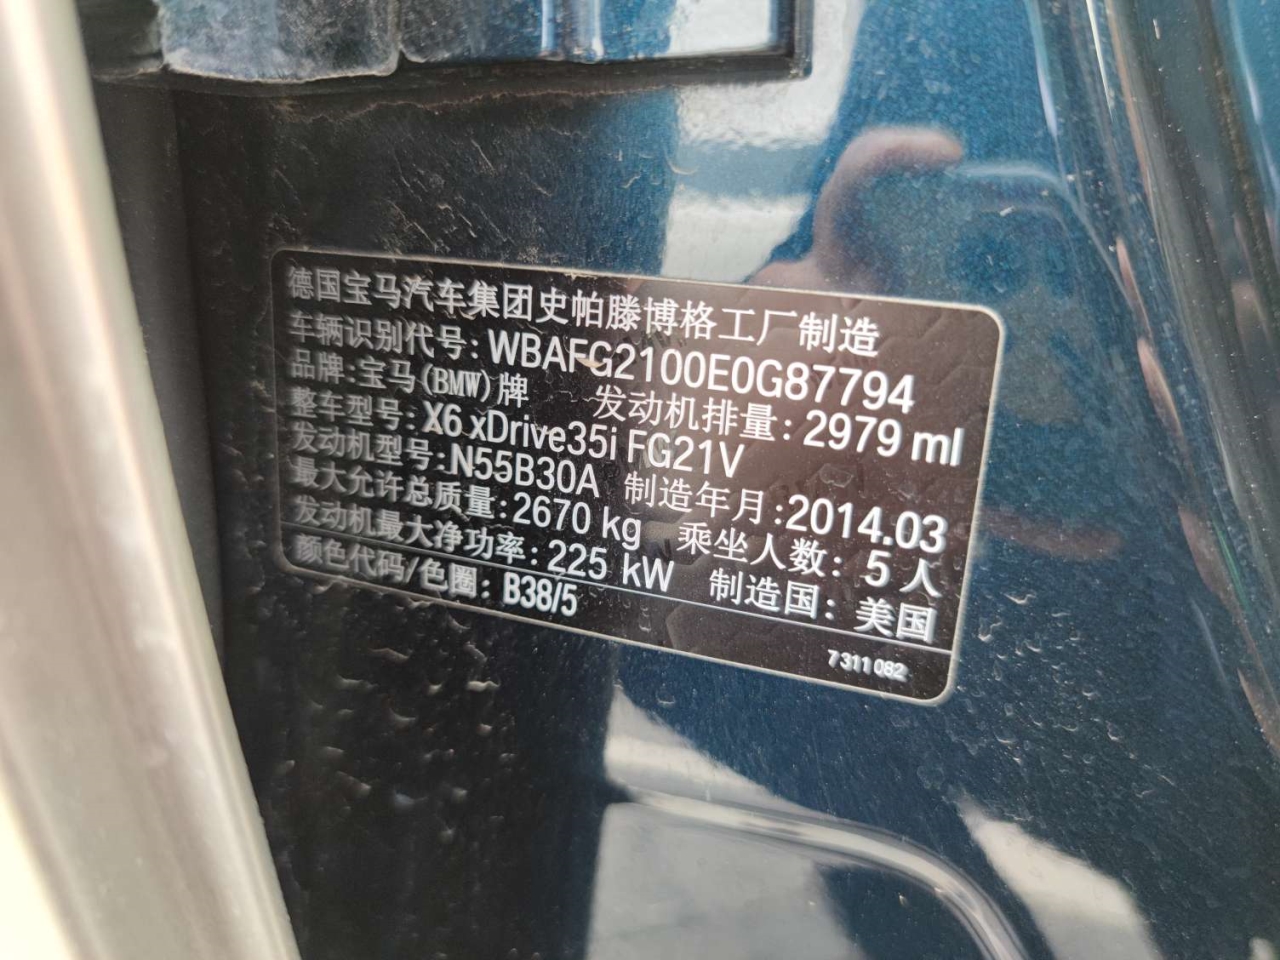 德国宝马汽车集团史帕滕博格工厂制造
车辆识别代号: WBAFG2100E0G87794
品牌: 宝马(BMW)牌 发动机排量: 2979 ml
整车型号: X6 xDrive35i FG21V
发动机型号: N55B30A 制造年月: 2014.03
最大允许总质量: 2670 kg 乘坐人数: 5 人
发动机最大净功率: 225 kW 制造国: 美国
颜色代码/色圈: B38/5
7311082